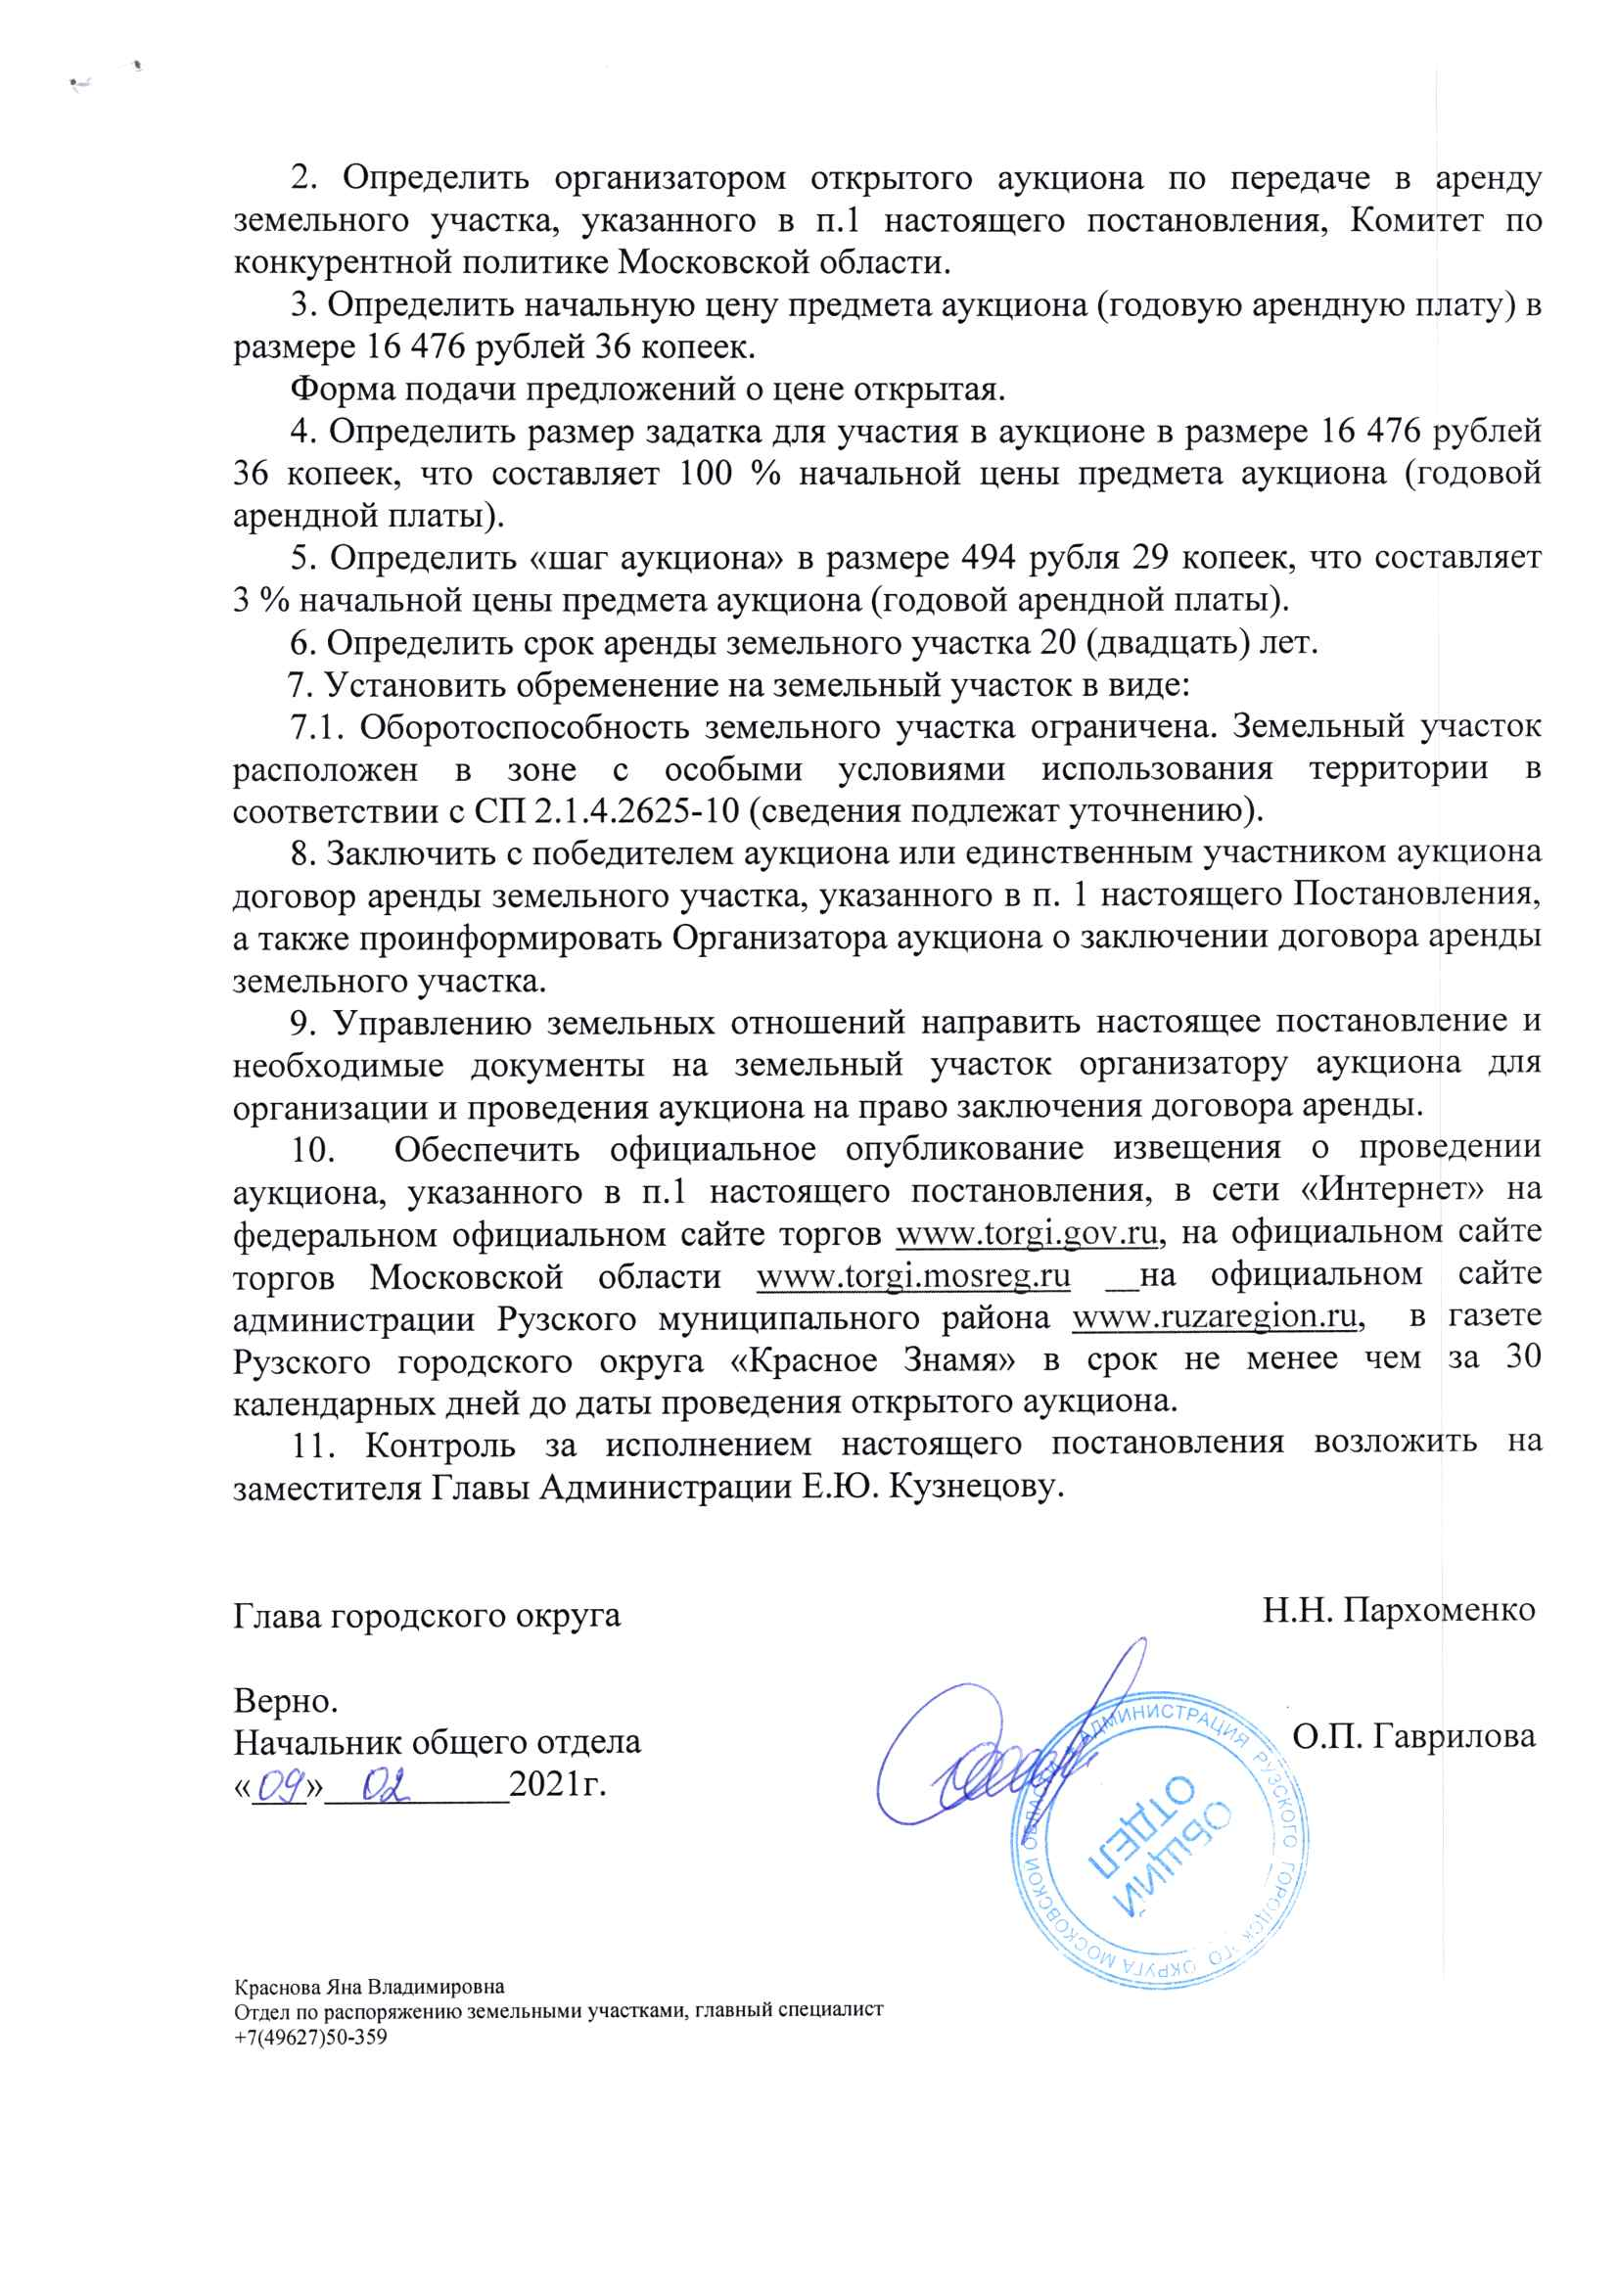 2. Определить организатором открытого аукциона по передаче в аренду
земельного участка, указанного в п.1 настоящего постановления, Комитет по
конкурентной политике Московской области.
3. Определить начальную цену предмета аукциона (годовую арендную плату) в
размере 16 476 рублей 36 копеек.
Форма подачи предложений о цене открытая.
4. Определить размер задатка для участия в аукционе в размере 16 476 рублей
36 копеек, что составляет 100 % начальной цены предмета аукциона (годовой
арендной платы).
5. Определить «шаг аукциона» в размере 494 рубля 29 копеек, что составляет
3 % начальной цены предмета аукциона (годовой арендной платы).
6. Определить срок аренды земельного участка 20 (двадцать) лет.
7. Установить обременение на земельный участок в виде:
7.1. Оборотоспособность земельного участка ограничена. Земельный участок
расположен в зоне с особыми условиями использования территории в
соответствии с СП 2.1.4.2625-10 (сведения подлежат уточнению).
8. Заключить с победителем аукциона или единственным участником аукциона
договор аренды земельного участка, указанного в п. 1 настоящего Постановления,
а также проинформировать Организатора аукциона о заключении договора аренды
земельного участка.
9. Управлению земельных отношений направить настоящее постановление и
необходимые документы на земельный участок организатору аукциона для
организации и проведения аукциона на право заключения договора аренды.
10. Обеспечить официальное опубликование извещения о проведении
аукциона, указанного в п.1 настоящего постановления, в сети «Интернет» на
федеральном официальном сайте торгов www.torgi.gov.ru, на официальном сайте
торгов Московской области www.torgi.mosreg.ru __на официальном сайте
администрации Рузского муниципального района www.ruzaregion.ru, в газете
Рузского городского округа «Красное Знамя» в срок не менее чем за 30
календарных дней до даты проведения открытого аукциона.
11. Контроль за исполнением настоящего постановления возложить на
заместителя Главы Администрации Е.Ю. Кузнецову.
Глава городского округа Н.Н. Пархоменко
Верно.
Начальник общего отдела О.П. Гаврилова
«09» 02 2021г.
АДМИНИСТРАЦИЯ РУЗСКОГО ГОРОДСКОГО ОКРУГА МОСКОВСКОЙ ОБЛАСТИ
ОБЩИЙ
ОТДЕЛ
Краснова Яна Владимировна
Отдел по распоряжению земельными участками, главный специалист
+7(49627)50-359